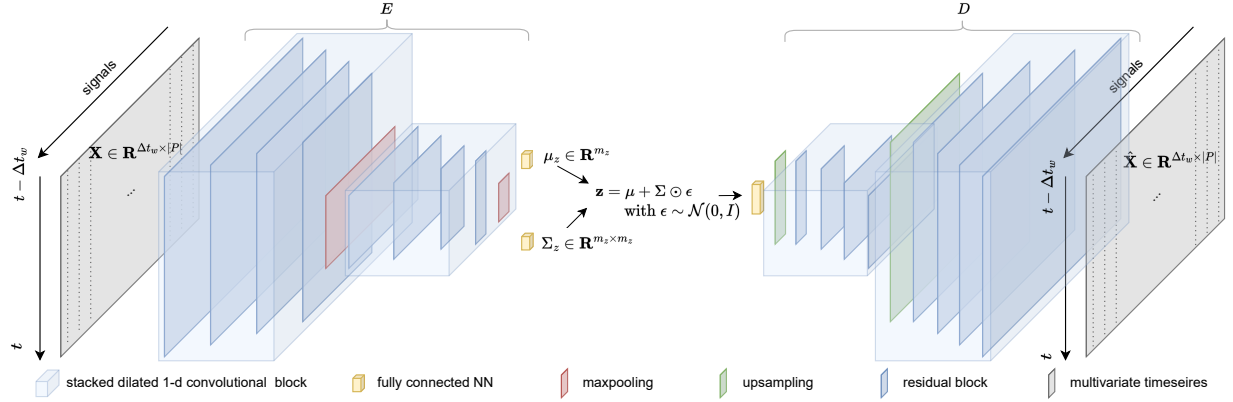 E
D
signals
signals
𝐗 ∈ 𝐑^{Δt_w×|P|}
...
t − Δt_w
t
μ_z ∈ 𝐑^{m_z}
𝐳 = μ + Σ ⊙ ϵ
with ϵ ∼ 𝒩(0, I)
Σ_z ∈ 𝐑^{m_z×m_z}
t − Δt_w
t
𝐗̂ ∈ 𝐑^{Δt_w×|P|}
...
stacked dilated 1-d convolutional block
fully connected NN
maxpooling
upsampling
residual block
multivariate timeseires